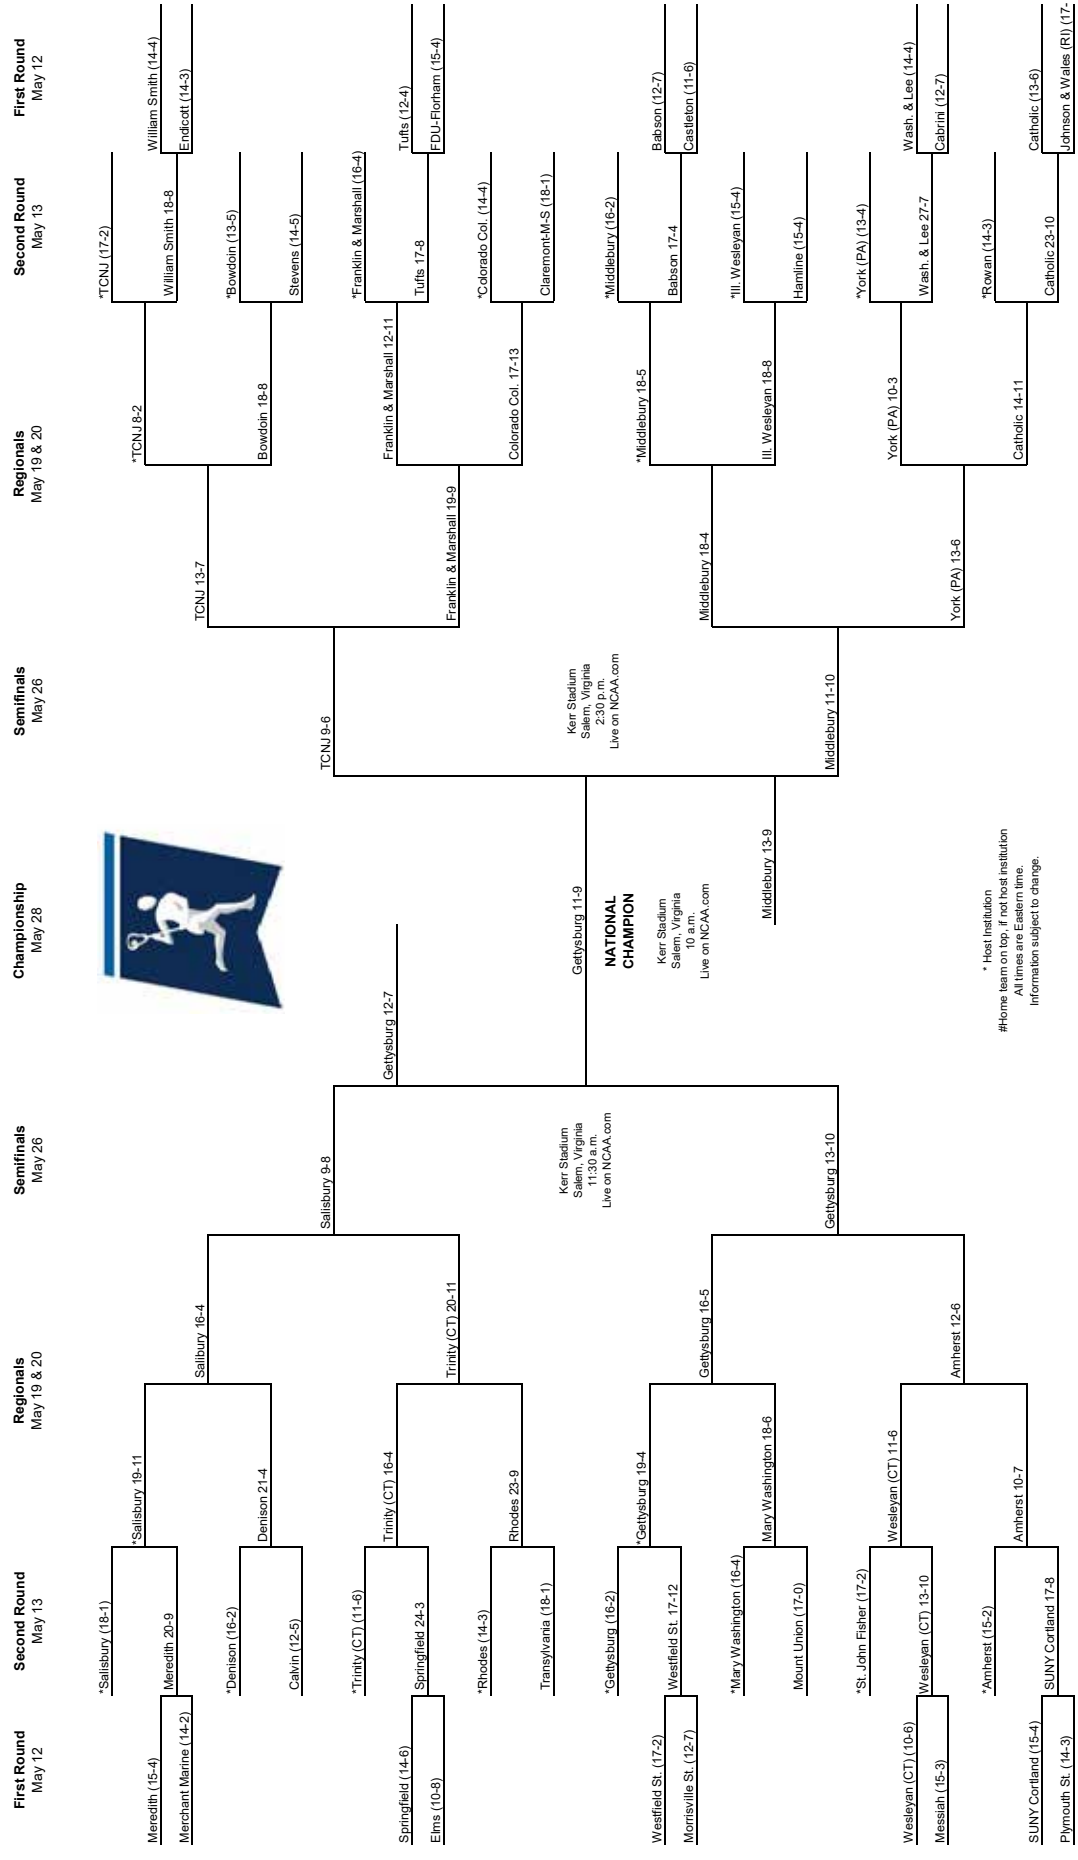 First Round
May 12
Second Round
May 13
Regionals
May 19 & 20
Semifinals
May 26
Championship
May 28
Semifinals
May 26
Regionals
May 19 & 20
Second Round
May 13
First Round
May 12
Meredith (15-4)
Merchant Marine (14-2)
Springfield (14-6)
Elms (10-8)
Westfield St. (17-2)
Morrisville St. (12-7)
Wesleyan (CT) (10-6)
Messiah (15-3)
SUNY Cortland (15-4)
Plymouth St. (14-3)
*Salisbury (18-1)
Meredith 20-9
*Denison (16-2)
Calvin (12-5)
*Trinity (CT) (11-6)
Springfield 24-3
*Rhodes (14-3)
Transylvania (18-1)
*Gettysburg (16-2)
Westfield St. 17-12
*Mary Washington (16-4)
Mount Union (17-0)
*St. John Fisher (17-2)
Wesleyan (CT) 13-10
*Amherst (15-2)
SUNY Cortland 17-8
*Salisbury 19-11
Denison 21-4
Trinity (CT) 16-4
Rhodes 23-9
*Gettysburg 19-4
Mary Washington 18-6
Wesleyan (CT) 11-6
Amherst 10-7
Salibury 16-4
Trinity (CT) 20-11
Gettysburg 16-5
Amherst 12-6
Salisbury 9-8
Kerr Stadium
Salem, Virginia
11:30 a.m.
Live on NCAA.com
Gettysburg 13-10
Gettysburg 12-7
Gettysburg 11-9
NATIONAL
CHAMPION
Kerr Stadium
Salem, Virginia
10 a.m.
Live on NCAA.com
Middlebury 13-9
* Host Institution
#Home team on top, if not host institution
All times are Eastern time.
Information subject to change.
TCNJ 9-6
Kerr Stadium
Salem, Virginia
2:30 p.m.
Live on NCAA.com
Middlebury 11-10
TCNJ 13-7
Franklin & Marshall 19-9
Middlebury 18-4
York (PA) 13-6
*TCNJ 8-2
Bowdoin 18-8
Franklin & Marshall 12-11
Colorado Col. 17-13
*Middlebury 18-5
Ill. Wesleyan 18-8
York (PA) 10-3
Catholic 14-11
*TCNJ (17-2)
William Smith 18-8
*Bowdoin (13-5)
Stevens (14-5)
*Franklin & Marshall (16-4)
Tufts 17-8
*Colorado Col. (14-4)
Claremont-M-S (18-1)
*Middlebury (16-2)
Babson 17-4
*Ill. Wesleyan (15-4)
Hamline (15-4)
*York (PA) (13-4)
Wash. & Lee 27-7
*Rowan (14-3)
Catholic 23-10
William Smith (14-4)
Endicott (14-3)
Tufts (12-4)
FDU-Florham (15-4)
Babson (12-7)
Castleton (11-6)
Wash. & Lee (14-4)
Cabrini (12-7)
Catholic (13-6)
Johnson & Wales (RI) (17-